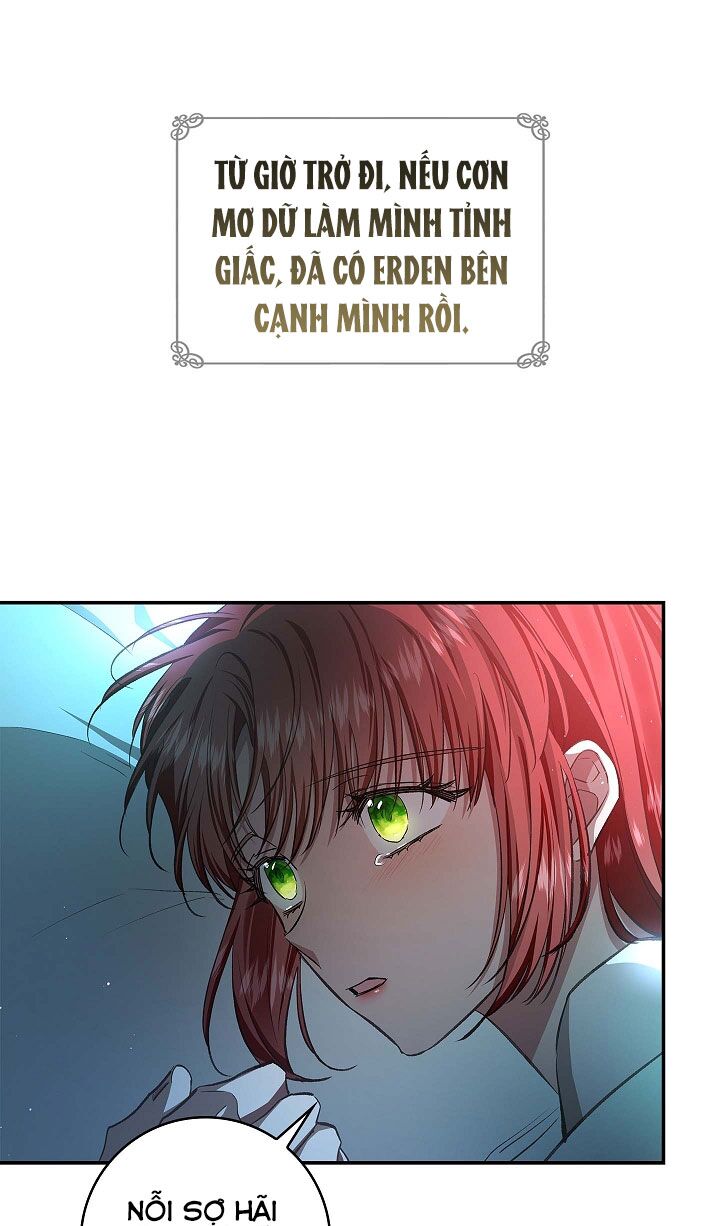 TỪ GIỜ TRỞ ĐI, NẾU CƠN
MƠ DỮ LÀM MÌNH TỈNH
GIẤC, ĐÃ CÓ ERDEN BÊN
CẠNH MÌNH RỒI.
NỖI SỢ HÃI